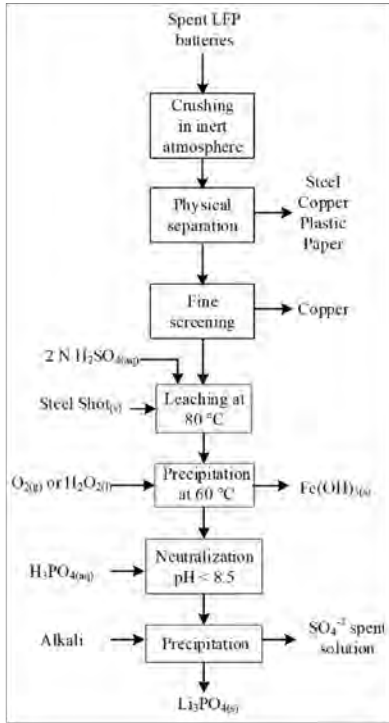 Spent LFP
batteries
Crushing
in inert
atmosphere
Physical
separation
Steel
Copper
Plastic
Paper
Fine
screening
Copper
2 N H₂SO₄(aq)
Steel Shot(s)
Leaching at
80 °C
O₂(g) or H₂O₂(l)
Precipitation
at 60 °C
Fe(OH)₃(s)
H₃PO₄(aq)
Neutralization
pH < 8.5
Alkali
Precipitation
SO₄⁻² spent
solution
Li₃PO₄(s)